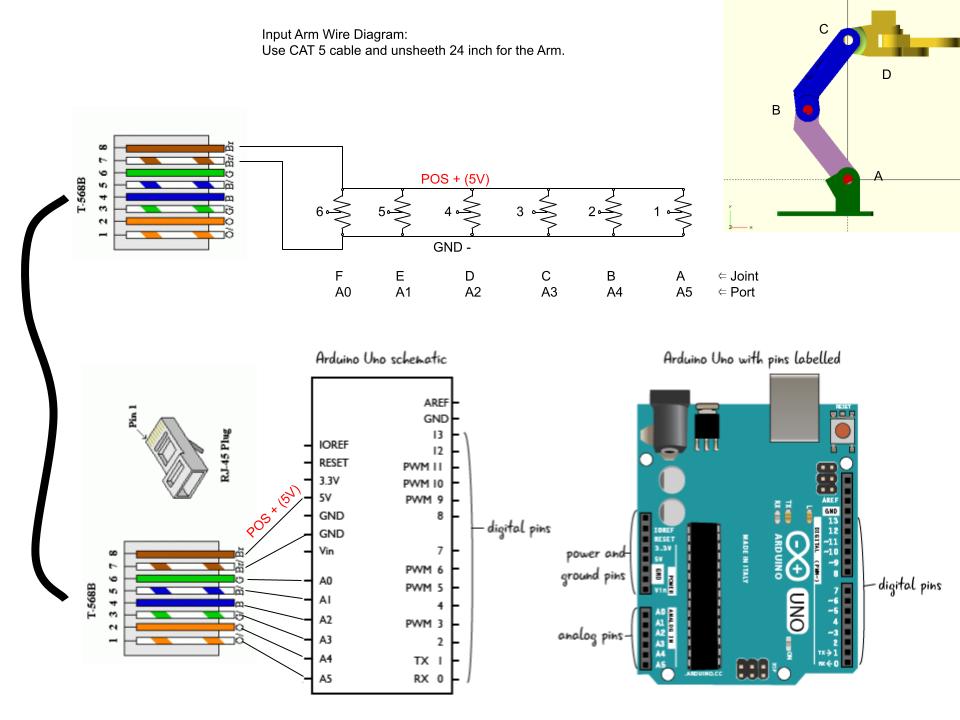 Input Arm Wire Diagram:
Use CAT 5 cable and unsheeth 24 inch for the Arm.
C
D
B
A
T-568B
8 Br
7 Br/
6 G
5 B/
4 B
3 G/
2 O
1 O/
POS + (5V)
6 5 4 3 2 1
GND -
F E D C B A ⇐ Joint
A0 A1 A2 A3 A4 A5 ⇐ Port
Pin 1
RJ-45 Plug
T-568B
8 Br
7 Br/
6 G
5 B/
4 B
3 G/
2 O
1 O/
POS + (5V)
Arduino Uno schematic
IOREF
RESET
3.3V
5V
GND
GND
Vin
A0
A1
A2
A3
A4
A5
AREF
GND
13
12
PWM 11
PWM 10
PWM 9
8
7
PWM 6
PWM 5
4
PWM 3
2
TX 1
RX 0
digital pins
Arduino Uno with pins labelled
power and
ground pins
analog pins
digital pins
RESET
IOREF
RESET
3.3V
5V
GND
Vin
POWER
A0
A1
A2
A3
A4
A5
ANALOG IN
MADE IN ITALY
ARDUINO
UNO
RX
TX
L
ON
ICSP
ARDUINO.CC
DIGITAL (PWM~)
AREF
GND
13
12
~11
~10
~9
8
7
~6
~5
4
~3
2
TX→1
RX←0